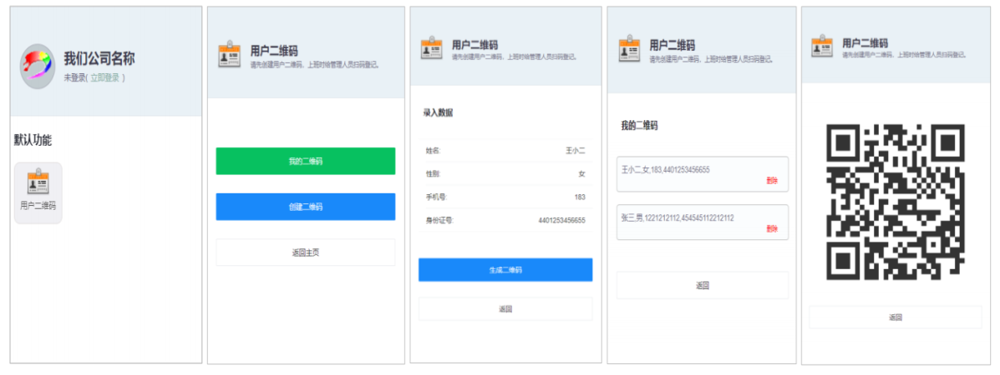 我们公司名称
未登录( 立即登录 )
默认功能
用户二维码
用户二维码
请先创建用户二维码，上班时给管理人员扫码登记。
我的二维码
创建二维码
返回主页
用户二维码
请先创建用户二维码，上班时给管理人员扫码登记。
录入数据
姓名: 王小二
性别: 女
手机号: 183
身份证号: 4401253456655
生成二维码
返回
用户二维码
请先创建用户二维码，上班时给管理人员扫码登记。
我的二维码
王小二,女,183,4401253456655
删除
张三,男,1221212112,454545112212112
删除
返回
用户二维码
请先创建用户二维码，上班时给管理人员扫码登记。
返回